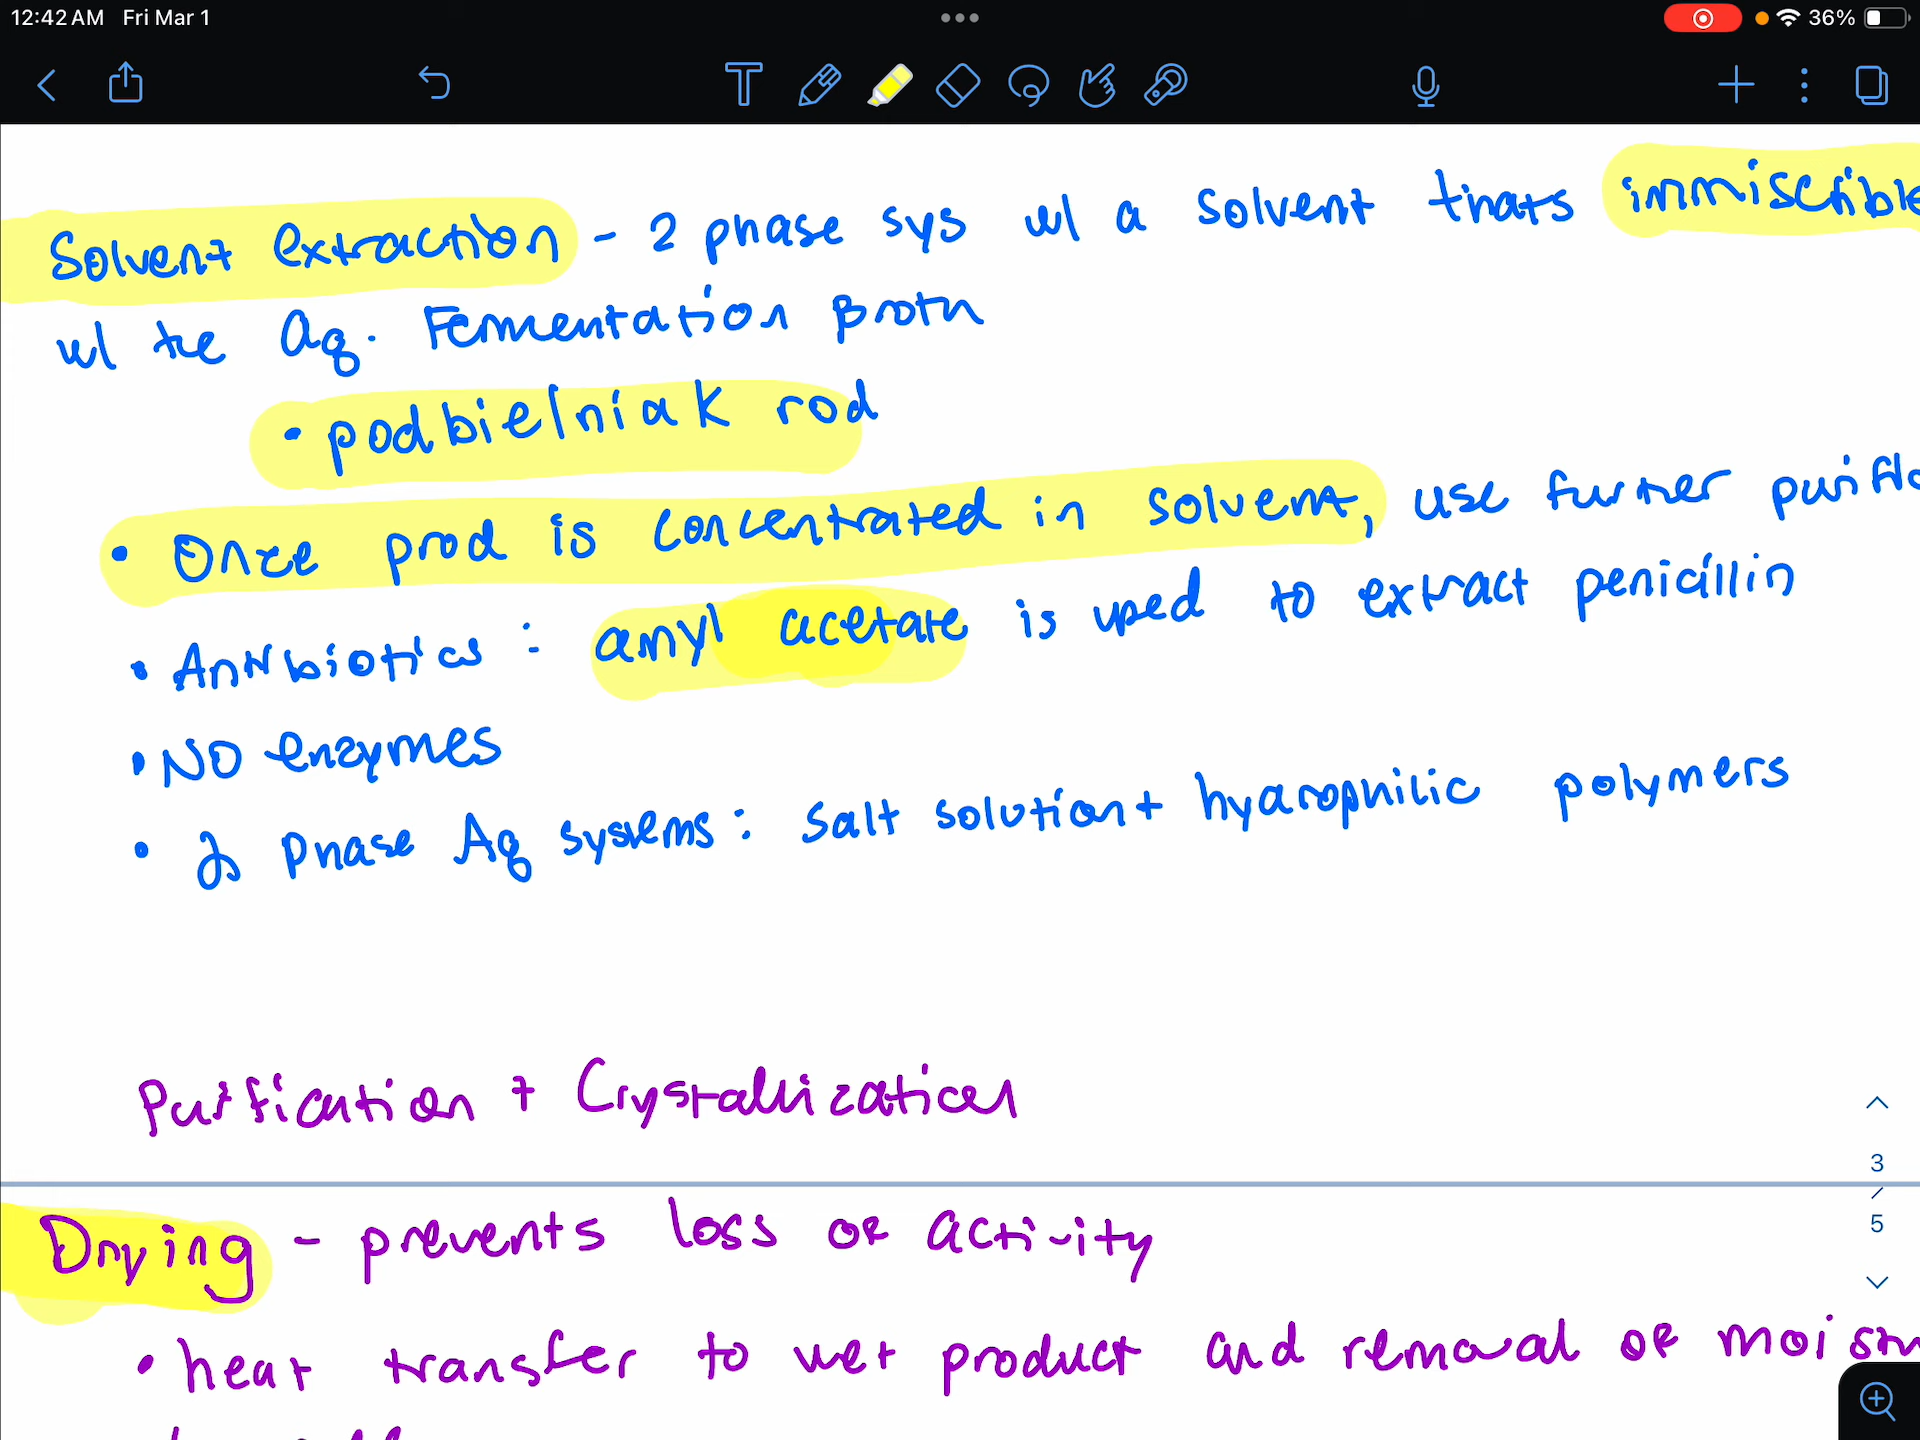 12:42 AM Fri Mar 1
36%
Solvent extraction - 2 phase sys w/ a solvent thats immiscible
w/ the Aq. Fermentation Broth
• podbielniak rod
• Once prod is concentrated in solvent, use further purific
• Antibiotics : amyl acetate is used to extract penicillin
• NO enzymes
• 2 phase Aq systems: salt solution + hydrophilic polymers
Purification + Crystallization
3
/
5
Drying - prevents loss of activity
• heat transfer to wet product and removal of moistu